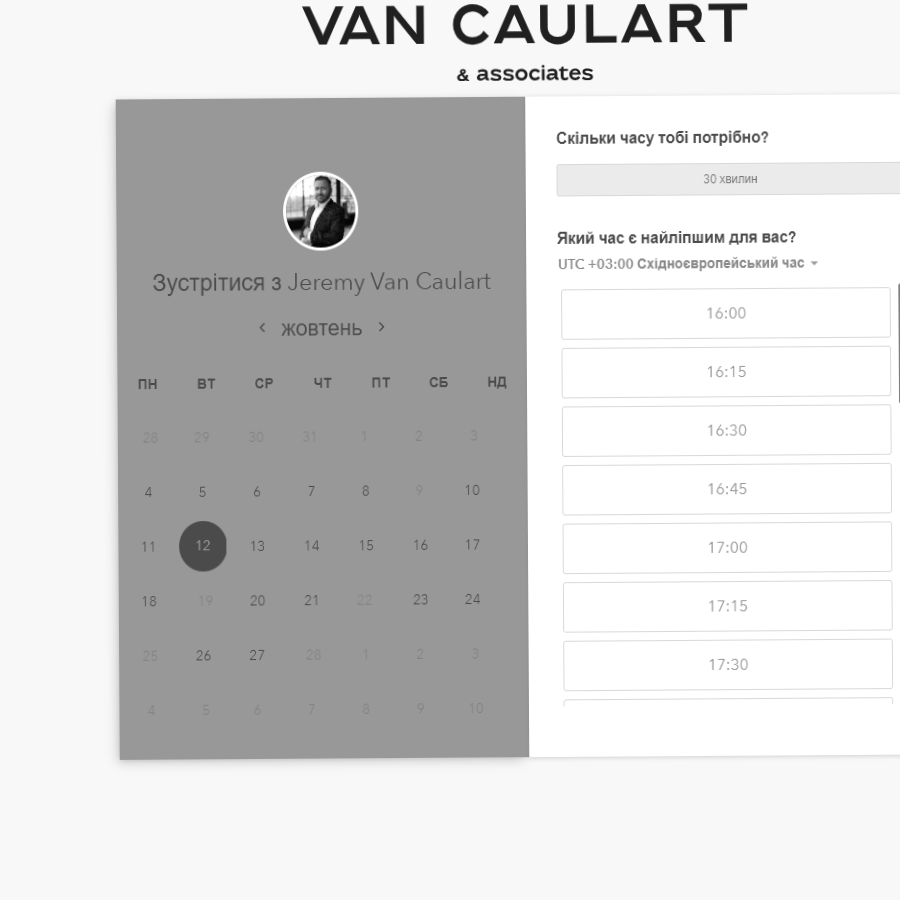 VAN CAULART
& associates
Зустрітися з Jeremy Van Caulart
жовтень
ПН ВТ СР ЧТ ПТ СБ НД
28 29 30 31 1 2 3
4 5 6 7 8 9 10
11 12 13 14 15 16 17
18 19 20 21 22 23 24
25 26 27 28 1 2 3
4 5 6 7 8 9 10
Скільки часу тобі потрібно?
30 хвилин
Який час є найліпшим для вас?
UTC +03:00 Східноєвропейський час
16:00
16:15
16:30
16:45
17:00
17:15
17:30